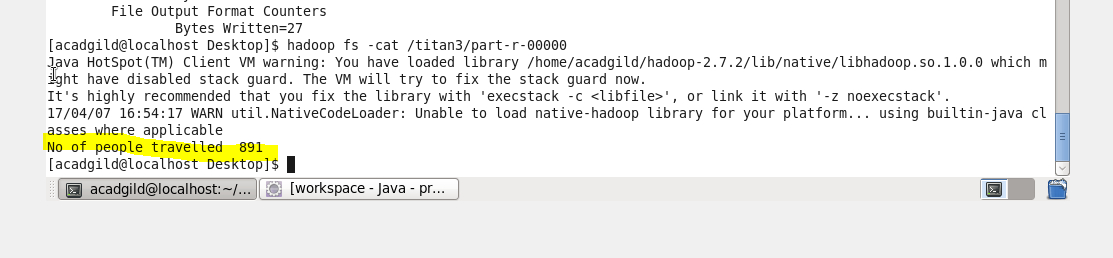 File Output Format Counters
Bytes Written=27
[acadgild@localhost Desktop]$ hadoop fs -cat /titan3/part-r-00000
Java HotSpot(TM) Client VM warning: You have loaded library /home/acadgild/hadoop-2.7.2/lib/native/libhadoop.so.1.0.0 which m
ight have disabled stack guard. The VM will try to fix the stack guard now.
It's highly recommended that you fix the library with 'execstack -c <libfile>', or link it with '-z noexecstack'.
17/04/07 16:54:17 WARN util.NativeCodeLoader: Unable to load native-hadoop library for your platform... using builtin-java cl
asses where applicable
No of people travelled  891
[acadgild@localhost Desktop]$
acadgild@localhost:~/... [workspace - Java - pr...